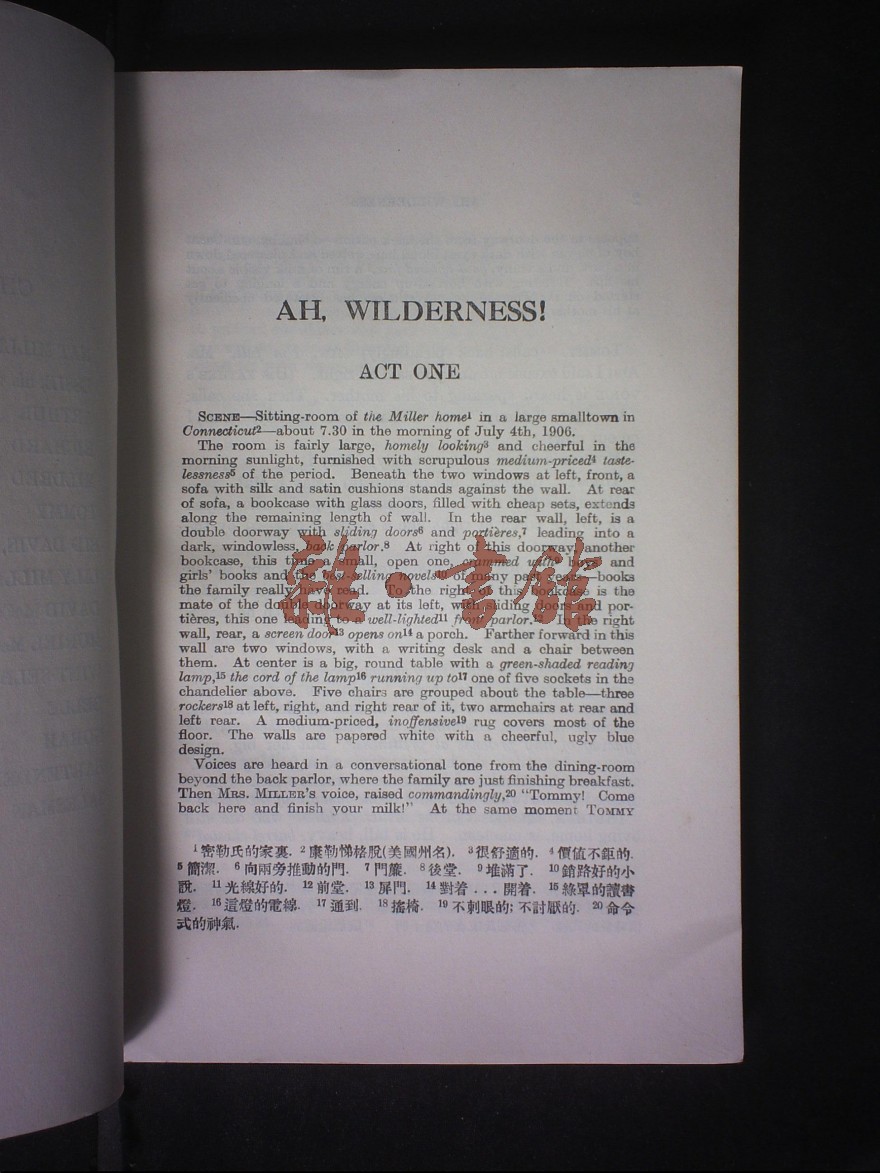 AH, WILDERNESS!
ACT ONE
SCENE—Sitting-room of the Miller home¹ in a large smalltown in
Connecticut²—about 7.30 in the morning of July 4th, 1906.
The room is fairly large, homely looking³ and cheerful in the
morning sunlight, furnished with scrupulous medium-priced⁴ taste-
lessness⁵ of the period. Beneath the two windows at left, front, a
sofa with silk and satin cushions stands against the wall. At rear
of sofa, a bookcase with glass doors, filled with cheap sets, extends
along the remaining length of wall. In the rear wall, left, is a
double doorway with sliding doors⁶ and portières,⁷ leading into a
dark, windowless, back parlor.⁸ At right of this doorway, another
bookcase, this time a small, open one, crammed with⁹ boys' and
girls' books and the best-selling novels¹⁰ of many past years—books
the family really have read. To the right of this bookcase is the
mate of the double doorway at its left, with sliding doors and por-
tières, this one leading to a well-lighted¹¹ front parlor.¹² In the right
wall, rear, a screen door¹³ opens on¹⁴ a porch. Farther forward in this
wall are two windows, with a writing desk and a chair between
them. At center is a big, round table with a green-shaded reading
lamp,¹⁵ the cord of the lamp¹⁶ running up to¹⁷ one of five sockets in the
chandelier above. Five chairs are grouped about the table—three
rockers¹⁸ at left, right, and right rear of it, two armchairs at rear and
left rear. A medium-priced, inoffensive¹⁹ rug covers most of the
floor. The walls are papered white with a cheerful, ugly blue
design.
Voices are heard in a conversational tone from the dining-room
beyond the back parlor, where the family are just finishing breakfast.
Then MRS. MILLER's voice, raised commandingly,²⁰ "Tommy! Come
back here and finish your milk!" At the same moment TOMMY
¹密勒氏的家裏. ²康勒悌格脫(美國州名). ³很舒適的. ⁴價值不鉅的.
⁵簡潔. ⁶向兩旁推動的門. ⁷門簾. ⁸後堂. ⁹堆滿了. ¹⁰銷路好的小
說. ¹¹光線好的. ¹²前堂. ¹³屏門. ¹⁴對着...開着. ¹⁵綠罩的讀書
燈. ¹⁶這燈的電線. ¹⁷通到. ¹⁸搖椅. ¹⁹不刺眼的; 不討厭的. ²⁰命令
式的神氣.
雜·書館